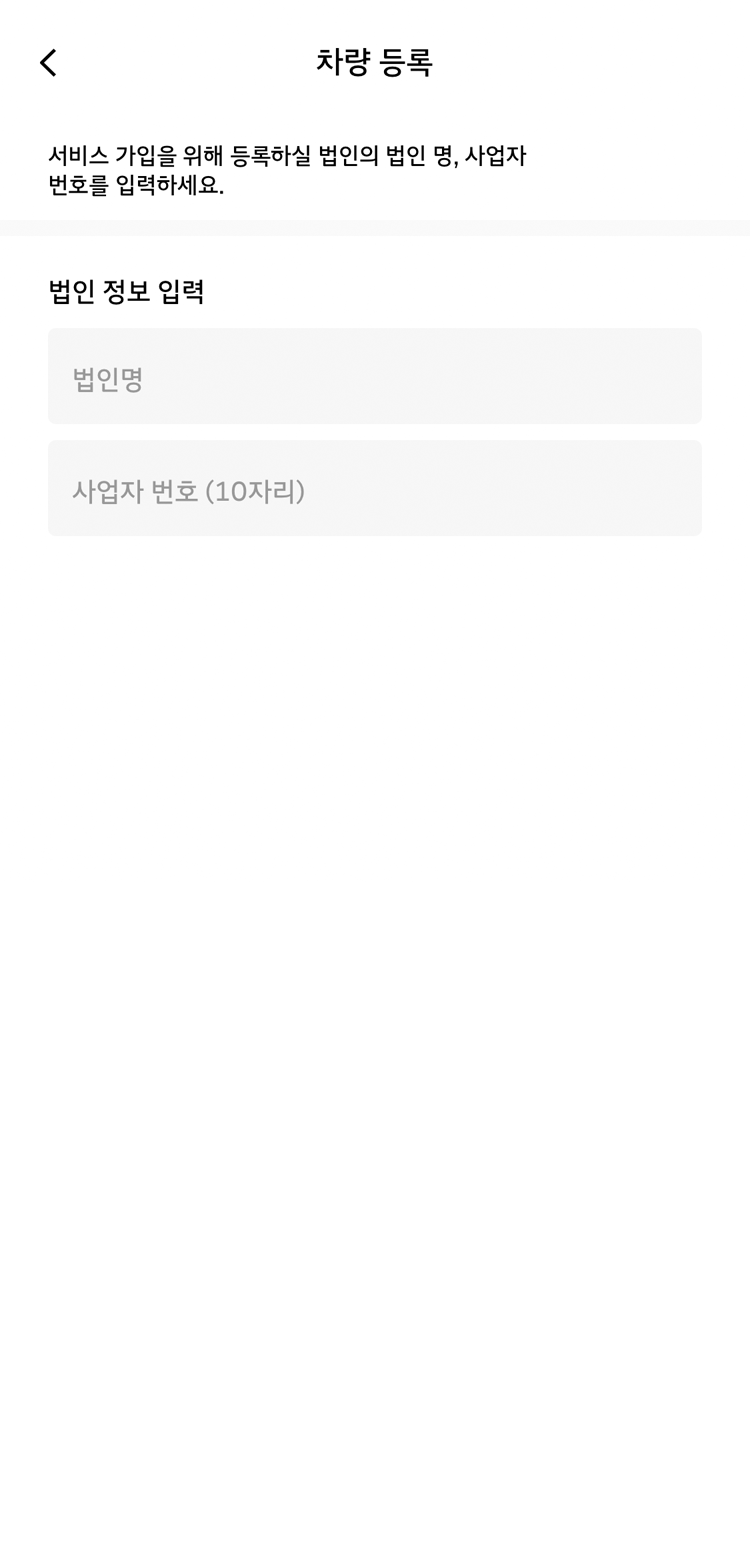 차량 등록
서비스 가입을 위해 등록하실 법인의 법인 명, 사업자
번호를 입력하세요.
법인 정보 입력
법인명
사업자 번호 (10자리)